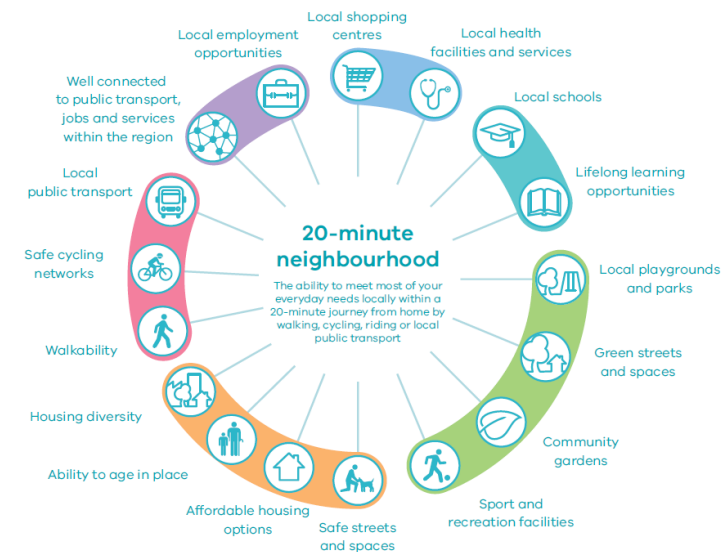 20-minute
neighbourhood
The ability to meet most of your
everyday needs locally within a
20-minute journey from home by
walking, cycling, riding or local
public transport
Local shopping
centres
Local health
facilities and services
Local schools
Lifelong learning
opportunities
Local playgrounds
and parks
Green streets
and spaces
Community
gardens
Sport and
recreation facilities
Safe streets
and spaces
Affordable housing
options
Ability to age in place
Housing diversity
Walkability
Safe cycling
networks
Local
public transport
Well connected
to public transport,
jobs and services
within the region
Local employment
opportunities